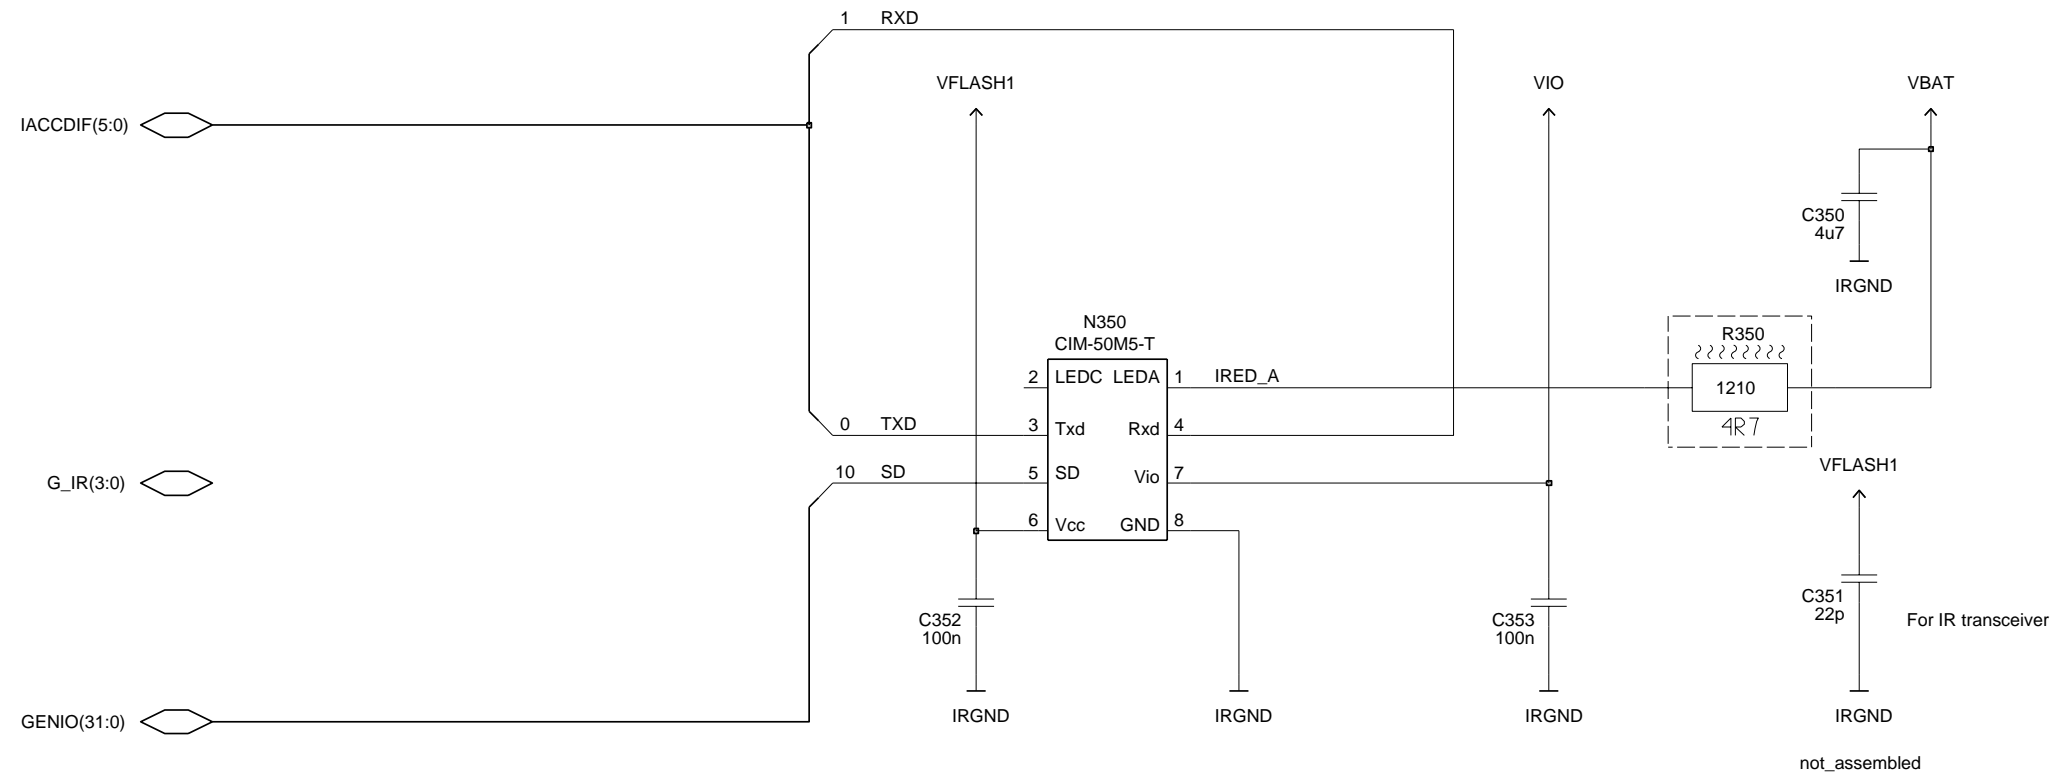 1 RXD
VFLASH1 VIO VBAT
IACCDIF(5:0)
C350
4u7
IRGND
N350
CIM-50M5-T
R350
2 LEDC LEDA 1 IRED_A
1210
0 TXD 3 Txd Rxd 4
4R7
VFLASH1
G_IR(3:0)
10 SD 5 SD Vio 7
6 Vcc GND 8
C351
22p
For IR transceiver
C352
100n
C353
100n
GENIO(31:0)
IRGND IRGND IRGND IRGND
not_assembled